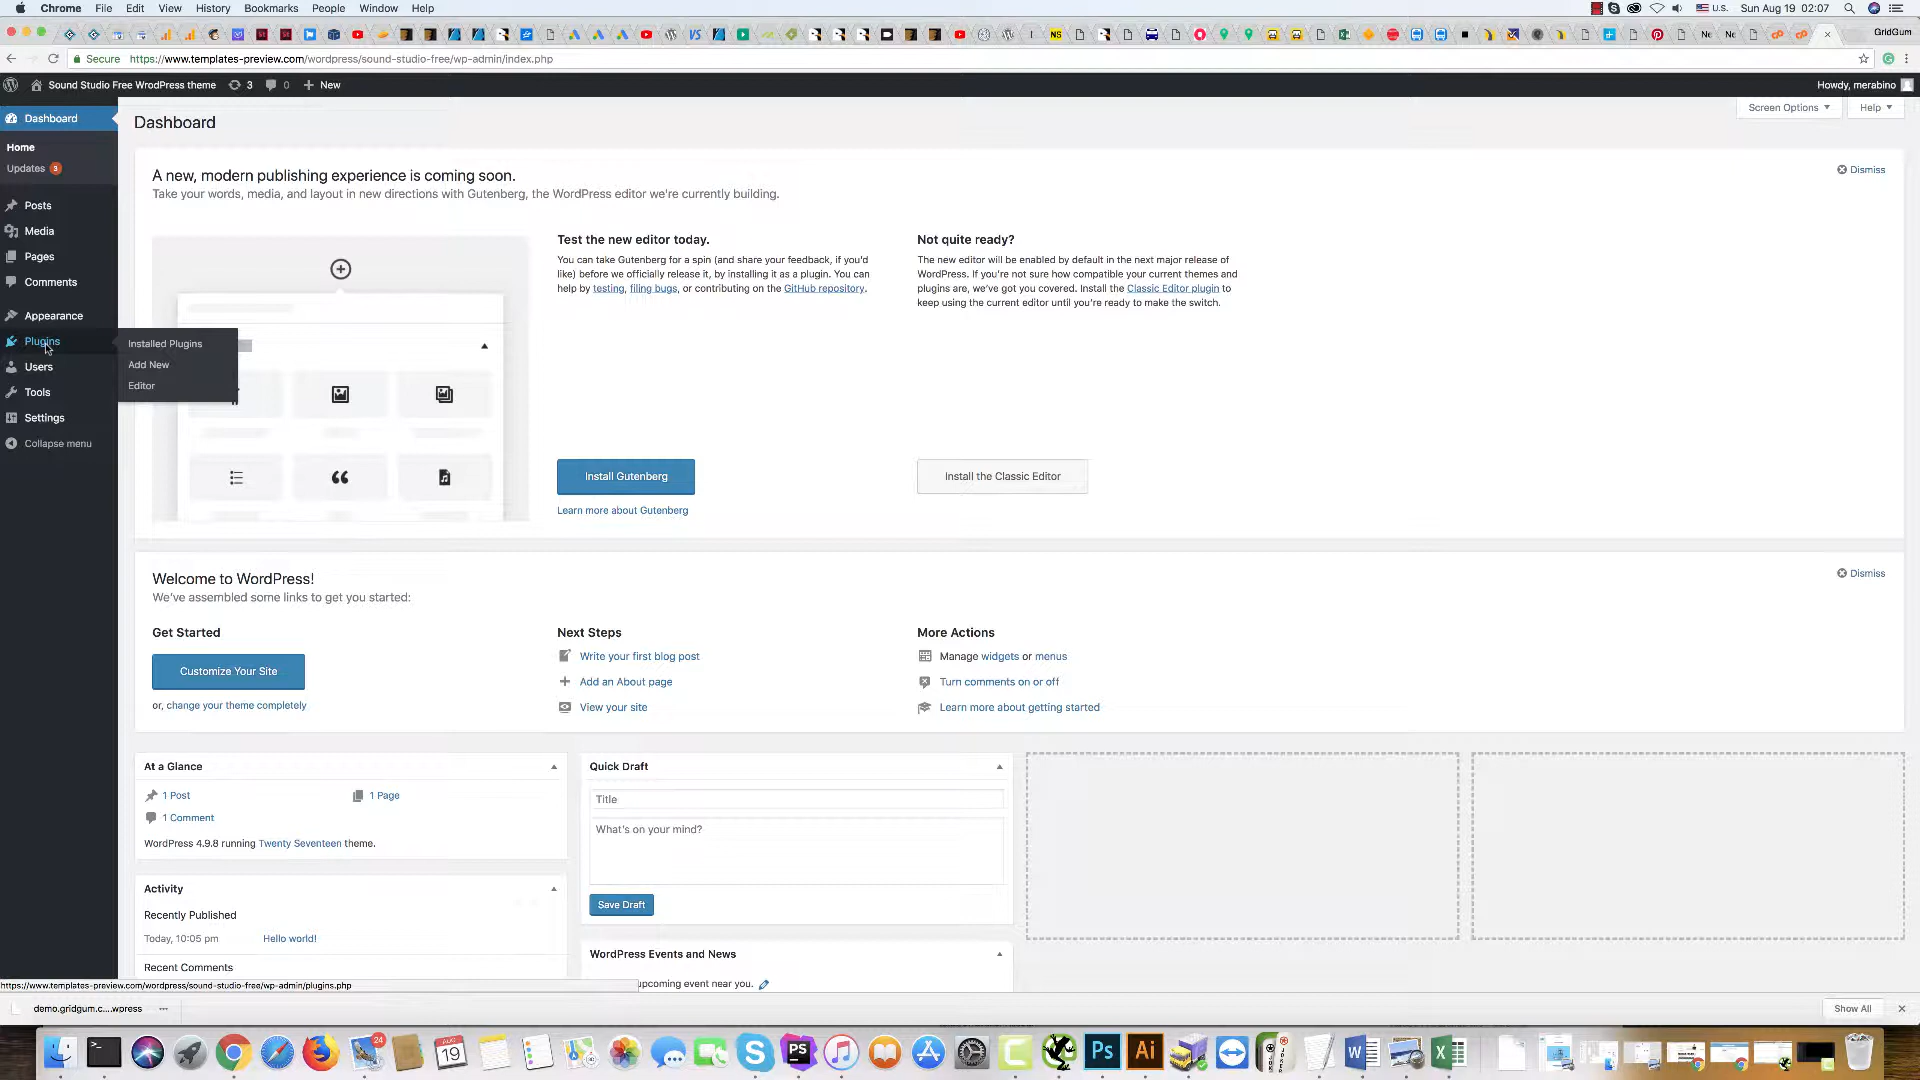 Chrome File Edit View History Bookmarks People Window Help U.S. Sun Aug 19 02:07
GridGum
Secure https://www.templates-preview.com/wordpress/sound-studio-free/wp-admin/index.php
Sound Studio Free WordPress theme 3 0 New Howdy, merabino
Dashboard
Home
Updates 3
Posts
Media
Pages
Comments
Appearance
Plugins
Users
Tools
Settings
Collapse menu
Installed Plugins
Add New
Editor
Dashboard
Screen Options Help
A new, modern publishing experience is coming soon.
Dismiss
Take your words, media, and layout in new directions with Gutenberg, the WordPress editor we're currently building.
Test the new editor today.
You can take Gutenberg for a spin (and share your feedback, if you'd
like) before we officially release it, by installing it as a plugin. You can
help by testing, filing bugs, or contributing on the GitHub repository.
Install Gutenberg
Learn more about Gutenberg
Not quite ready?
The new editor will be enabled by default in the next major release of
WordPress. If you're not sure how compatible your current themes and
plugins are, we've got you covered. Install the Classic Editor plugin to
keep using the current editor until you're ready to make the switch.
Install the Classic Editor
Welcome to WordPress!
Dismiss
We've assembled some links to get you started:
Get Started
Customize Your Site
or, change your theme completely
Next Steps
Write your first blog post
Add an About page
View your site
More Actions
Manage widgets or menus
Turn comments on or off
Learn more about getting started
At a Glance
1 Post 1 Page
1 Comment
WordPress 4.9.8 running Twenty Seventeen theme.
Activity
Recently Published
Today, 10:05 pm Hello world!
Recent Comments
Quick Draft
Title
What's on your mind?
Save Draft
WordPress Events and News
upcoming event near you.
https://www.templates-preview.com/wordpress/sound-studio-free/wp-admin/plugins.php
demo.gridgum.c....wpress
Show All
24
19
PS
Ps
Ai